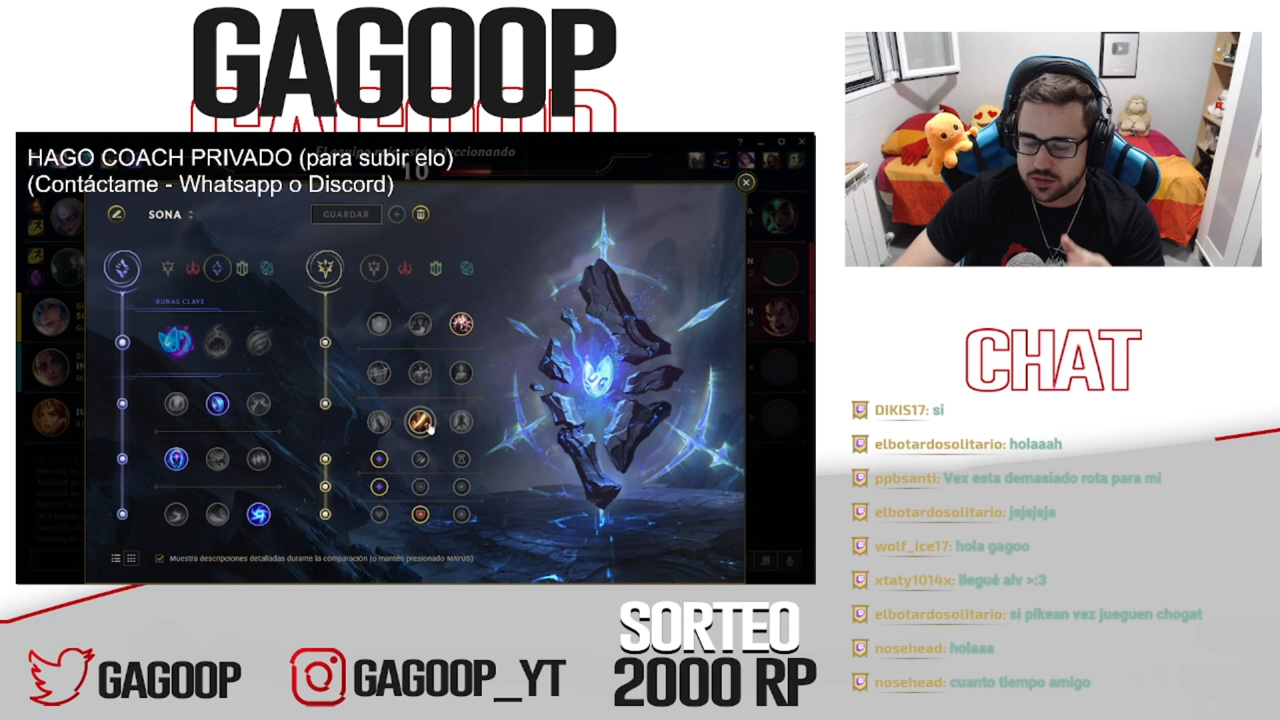 GAGOOP
HAGO COACH PRIVADO (para subir elo)
(Contáctame - Whatsapp o Discord)
10
SONA
GUARDAR
RUNAS CLAVE
Muestra descripciones detalladas durante la comparación (o mantén presionado MAYÚS)
CHAT
DIKIS17: si
elbotardosolitario: holaaah
ppbsanti: Vex esta demasiado rota para mi
elbotardosolitario: jsjsjsja
wolf_ice17: hola gagoo
xtaty1014x: llegué alv >:3
elbotardosolitario: si pikean vez jueguen chogat
nosehead: holaaa
nosehead: cuanto tiempo amigo
GAGOOP
GAGOOP_YT
SORTEO
2000 RP